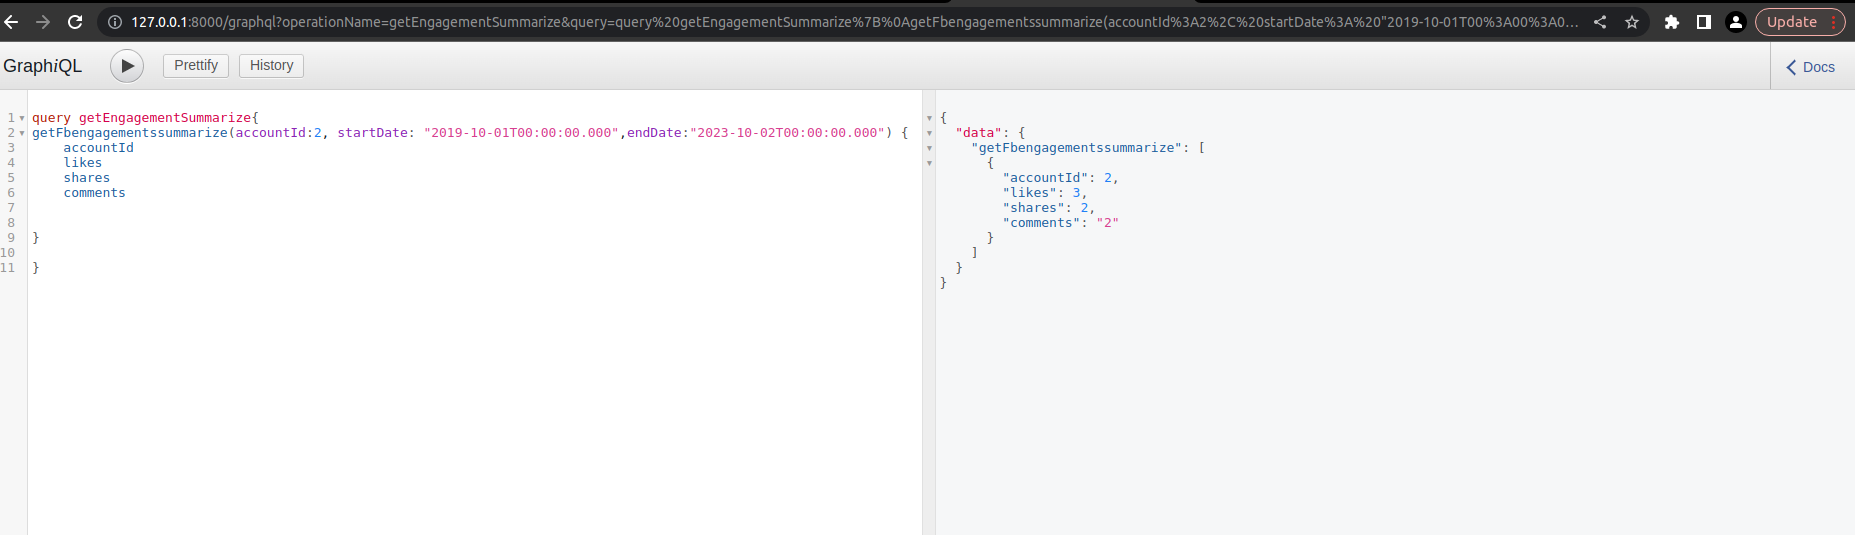 127.0.0.1:8000/graphql?operationName=getEngagementSummarize&query=query%20getEngagementSummarize%7B%0AgetFbengagementssummarize(accountId%3A2%2C%20startDate%3A%20"2019-10-01T00%3A00%3A0… Update
GraphiQL Prettify History Docs
1 query getEngagementSummarize{
2 getFbengagementssummarize(accountId:2, startDate: "2019-10-01T00:00:00.000",endDate:"2023-10-02T00:00:00.000") {
3 accountId
4 likes
5 shares
6 comments
7
8
9 }
10
11 }
{
"data": {
"getFbengagementssummarize": [
{
"accountId": 2,
"likes": 3,
"shares": 2,
"comments": "2"
}
]
}
}